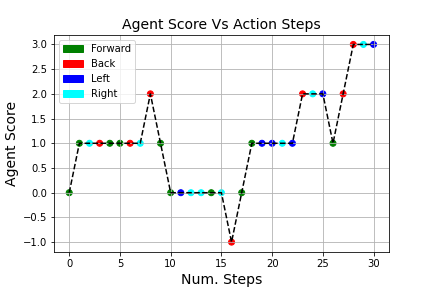 Agent Score Vs Action Steps
Agent Score
3.0
2.5
2.0
1.5
1.0
0.5
0.0
−0.5
−1.0
Forward
Back
Left
Right
0 5 10 15 20 25 30
Num. Steps